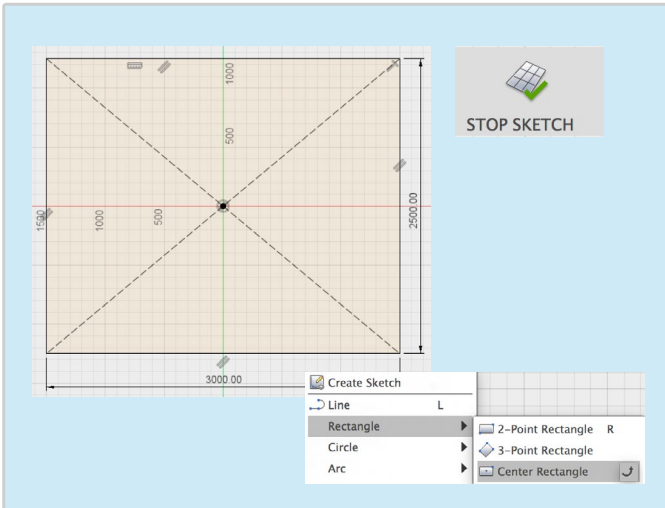 1000
500
STOP SKETCH
1500
1000
500
2500.00
3000.00
Create Sketch
Line L
Rectangle
2-Point Rectangle R
Circle
3-Point Rectangle
Arc
Center Rectangle